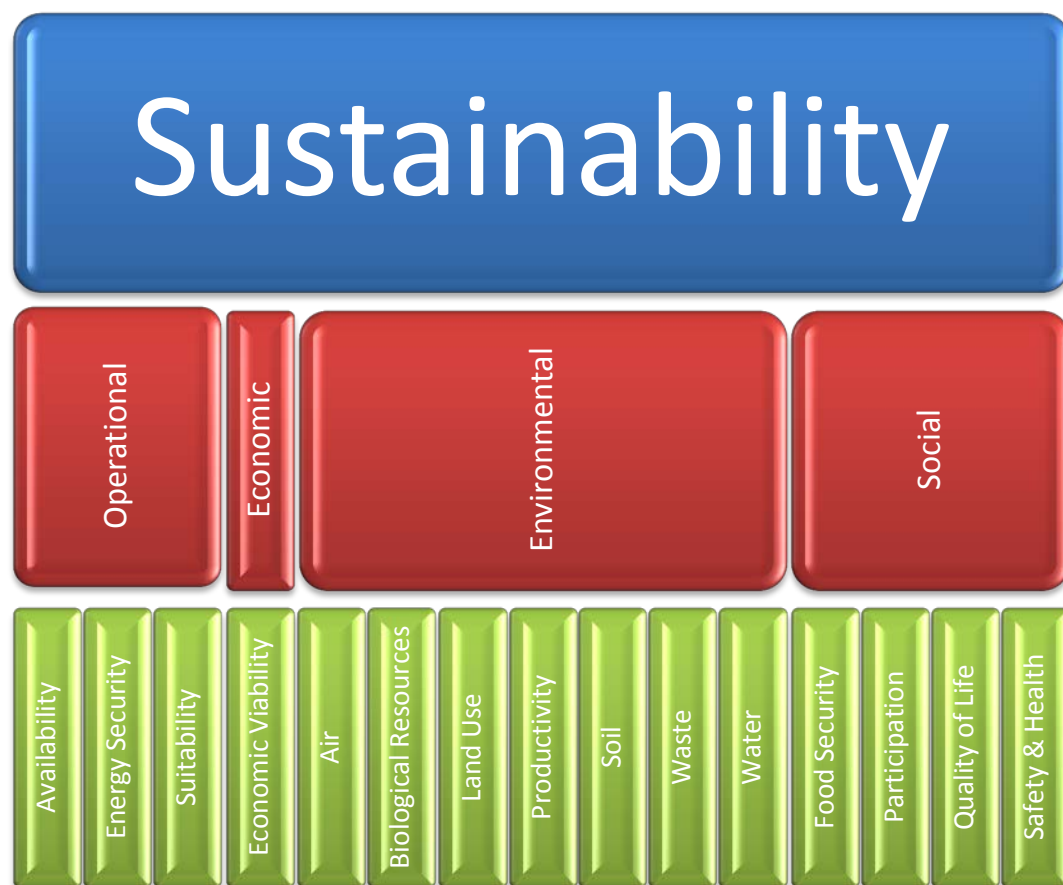 Sustainability
Operational
Economic
Environmental
Social
Availability
Energy Security
Suitability
Economic Viability
Air
Biological Resources
Land Use
Productivity
Soil
Waste
Water
Food Security
Participation
Quality of Life
Safety & Health